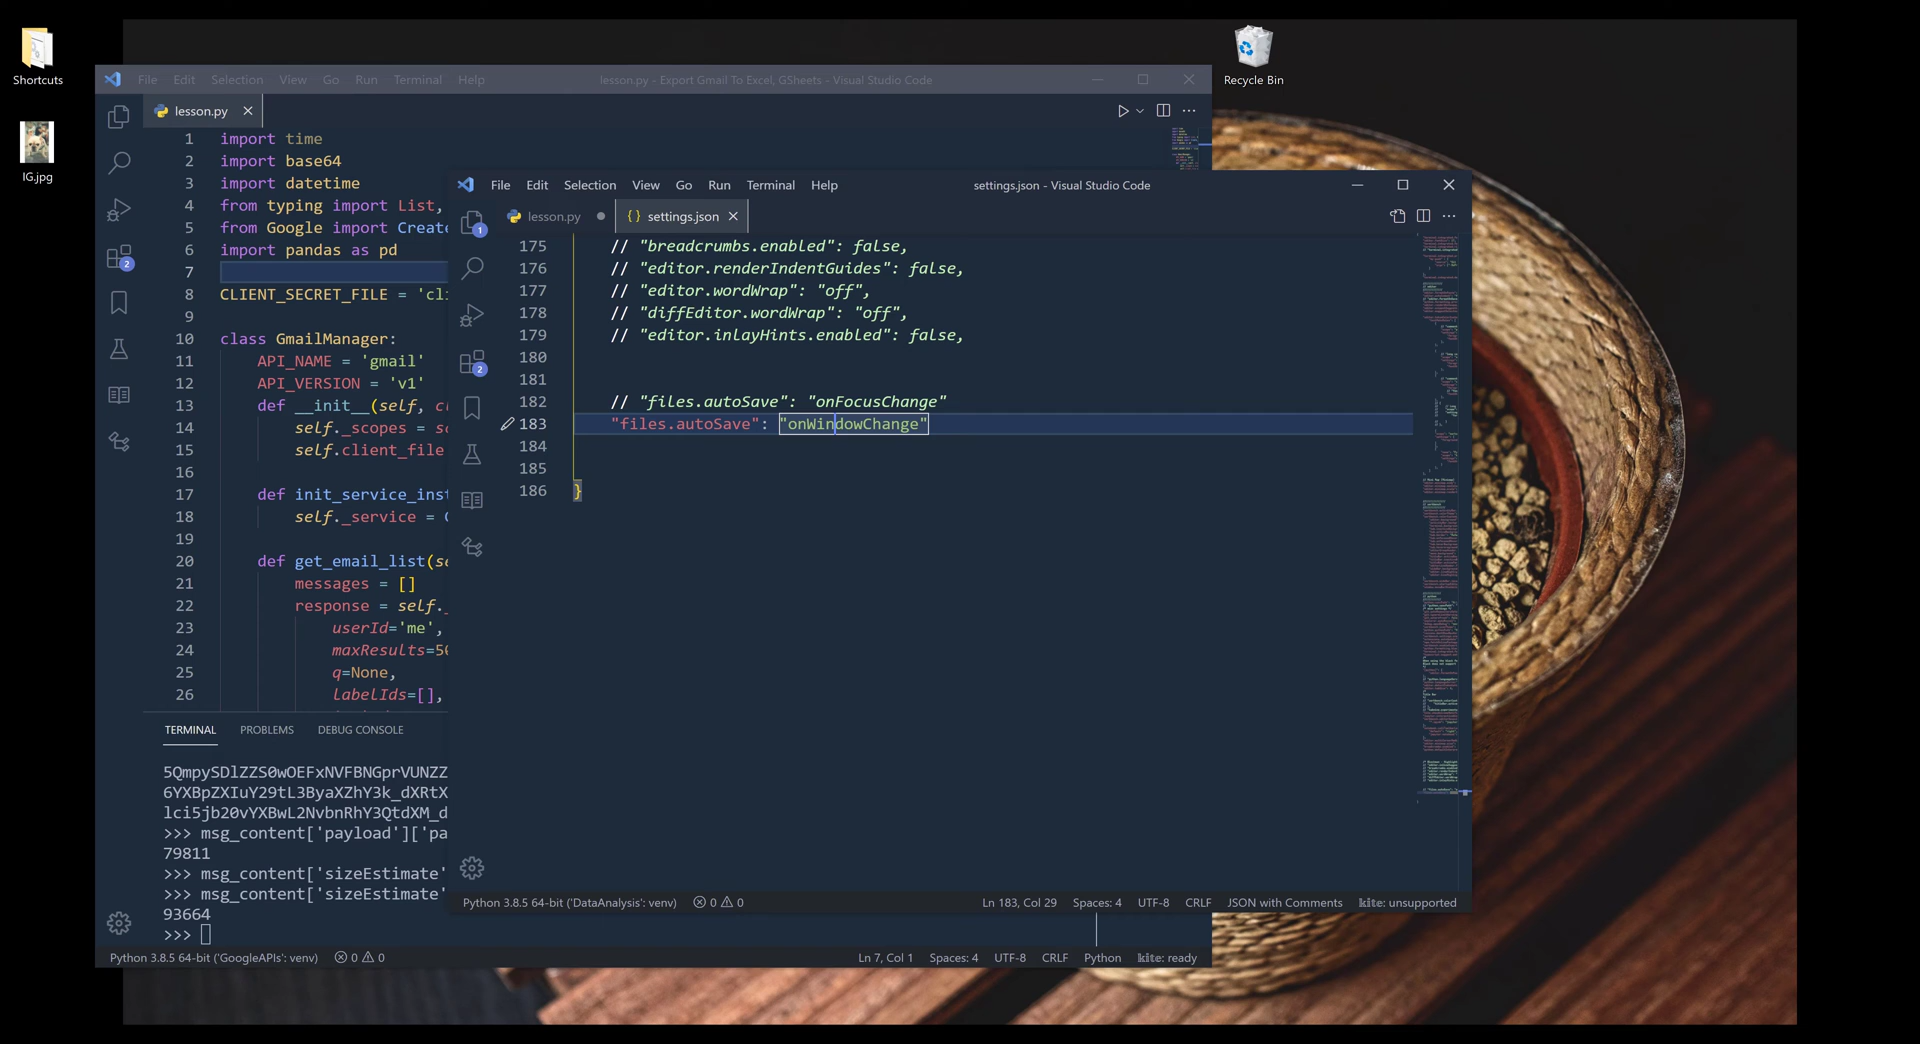 Shortcuts
IG.jpg
Recycle Bin
File Edit Selection View Go Run Terminal Help
lesson.py - Export Gmail To Excel, GSheets - Visual Studio Code
lesson.py
1 import time
2 import base64
3 import datetime
4 from typing import List,
5 from Google import Create
6 import pandas as pd
7
8 CLIENT_SECRET_FILE = 'cli
9
10 class GmailManager:
11 API_NAME = 'gmail'
12 API_VERSION = 'v1'
13 def __init__(self, cl
14 self._scopes = sc
15 self.client_file
16
17 def init_service_inst
18 self._service =
19
20 def get_email_list(se
21 messages = []
22 response = self._
23 userId='me',
24 maxResults=50
25 q=None,
26 labelIds=[],
TERMINAL PROBLEMS DEBUG CONSOLE
5QmpySDlZZS0wOEFxNVFBNGprVUNZZ
6YXBpZXIuY29tL3ByaXZhY3k_dXRtX
lci5jb20vYXBwL2NvbnRhY3QtdXM_d
>>> msg_content['payload']['pa
79811
>>> msg_content['sizeEstimate'
>>> msg_content['sizeEstimate'
93664
>>>
Python 3.8.5 64-bit ('GoogleAPIs': venv) 0 0
Ln 7, Col 1 Spaces: 4 UTF-8 CRLF Python kite: ready
File Edit Selection View Go Run Terminal Help
settings.json - Visual Studio Code
lesson.py
{} settings.json
1
2
2
175 // "breadcrumbs.enabled": false,
176 // "editor.renderIndentGuides": false,
177 // "editor.wordWrap": "off",
178 // "diffEditor.wordWrap": "off",
179 // "editor.inlayHints.enabled": false,
180
181
182 // "files.autoSave": "onFocusChange"
183 "files.autoSave": "onWindowChange"
184
185
186 }
Python 3.8.5 64-bit ('DataAnalysis': venv) 0 0
Ln 183, Col 29 Spaces: 4 UTF-8 CRLF JSON with Comments kite: unsupported